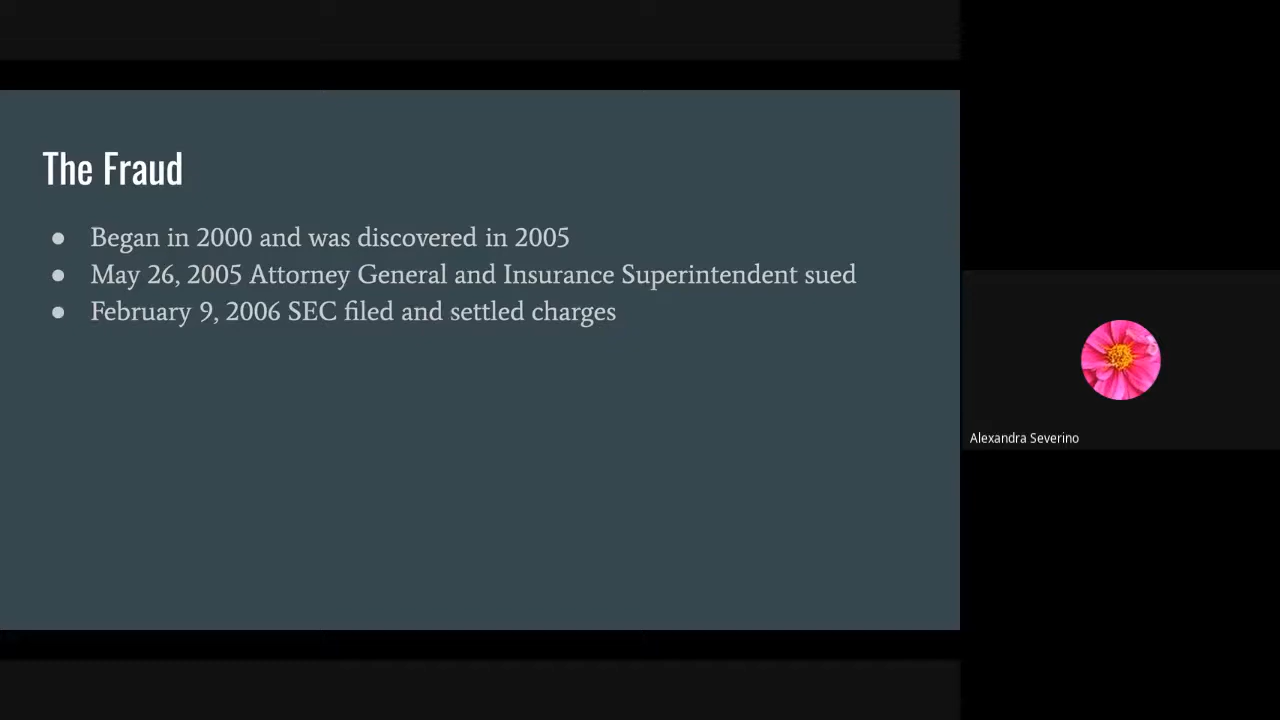 The Fraud
● Began in 2000 and was discovered in 2005
● May 26, 2005 Attorney General and Insurance Superintendent sued
● February 9, 2006 SEC filed and settled charges
Alexandra Severino